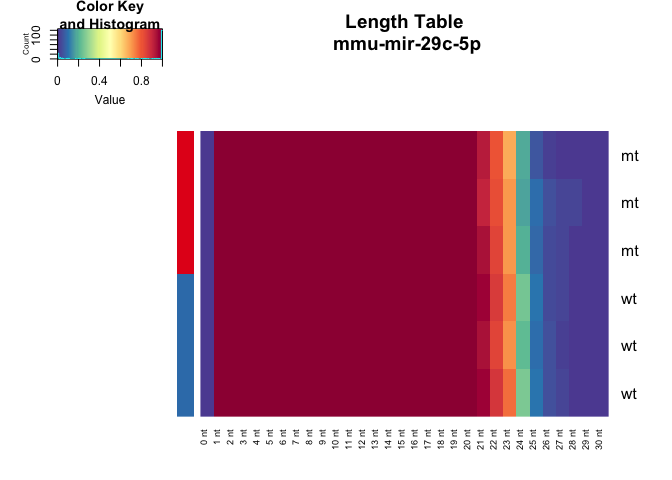 Color Key
and Histogram
Count
0 100
0 0.4 0.8
Value
Length Table
mmu-mir-29c-5p
mt
mt
mt
wt
wt
wt
0 nt 1 nt 2 nt 3 nt 4 nt 5 nt 6 nt 7 nt 8 nt 9 nt 10 nt 11 nt 12 nt 13 nt 14 nt 15 nt 16 nt 17 nt 18 nt 19 nt 20 nt 21 nt 22 nt 23 nt 24 nt 25 nt 26 nt 27 nt 28 nt 29 nt 30 nt